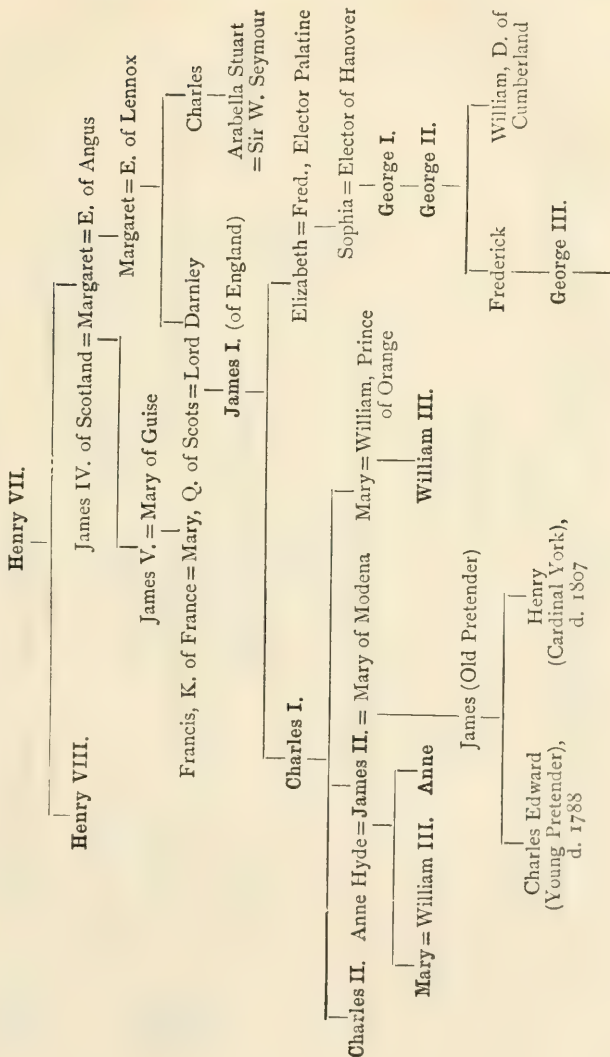 Henry VII.
Henry VIII.
James IV. of Scotland = Margaret = E. of Angus
James V. = Mary of Guise
Margaret = E. of Lennox
Francis, K. of France = Mary, Q. of Scots = Lord Darnley
Charles
James I. (of England)
Arabella Stuart
= Sir W. Seymour
Charles I.
Elizabeth = Fred., Elector Palatine
Charles II.
Anne Hyde = James II. = Mary of Modena
Mary = William, Prince
of Orange
Sophia = Elector of Hanover
Mary = William III.
Anne
William III.
George I.
James (Old Pretender)
George II.
Charles Edward
(Young Pretender),
d. 1788
Henry
(Cardinal York),
d. 1807
Frederick
William, D. of
Cumberland
George III.